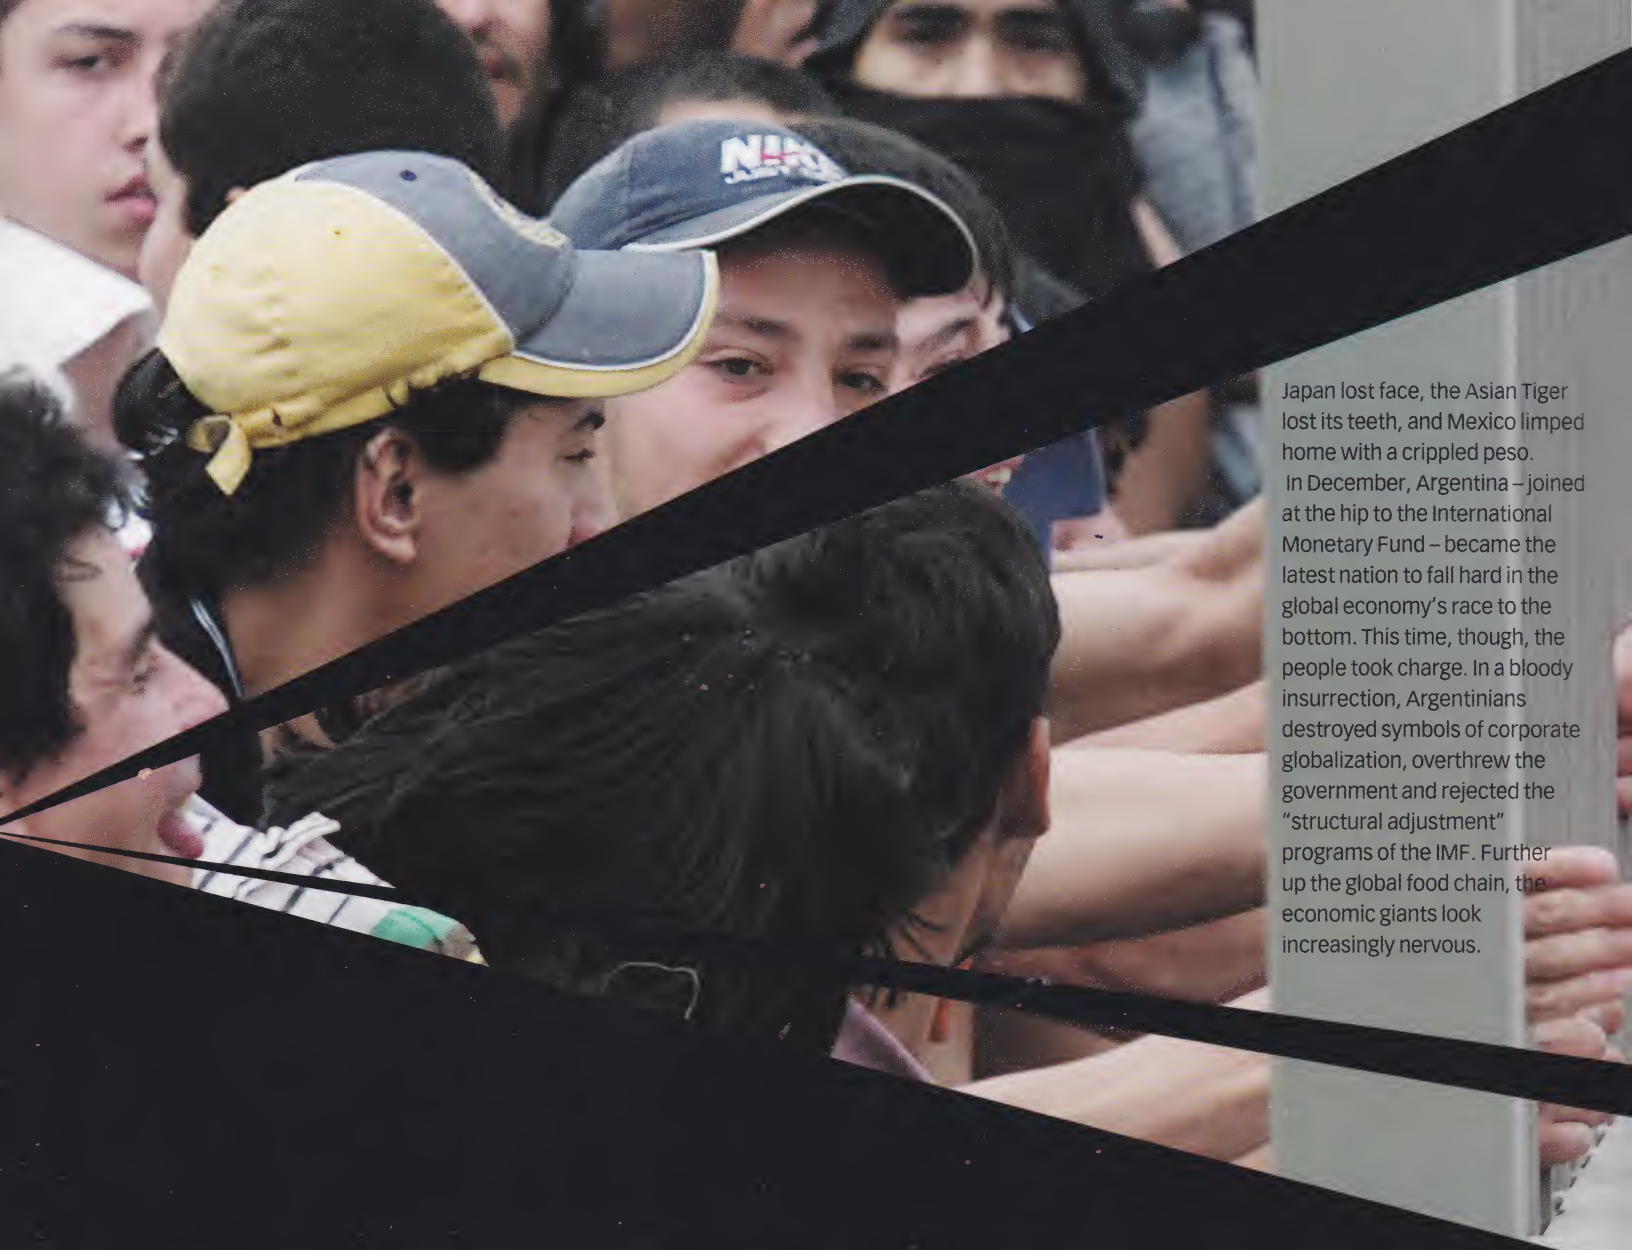 Japan lost face, the Asian Tiger
lost its teeth, and Mexico limped
home with a crippled peso.
In December, Argentina – joined
at the hip to the International
Monetary Fund – became the
latest nation to fall hard in the
global economy's race to the
bottom. This time, though, the
people took charge. In a bloody
insurrection, Argentinians
destroyed symbols of corporate
globalization, overthrew the
government and rejected the
“structural adjustment”
programs of the IMF. Further
up the global food chain, the
economic giants look
increasingly nervous.